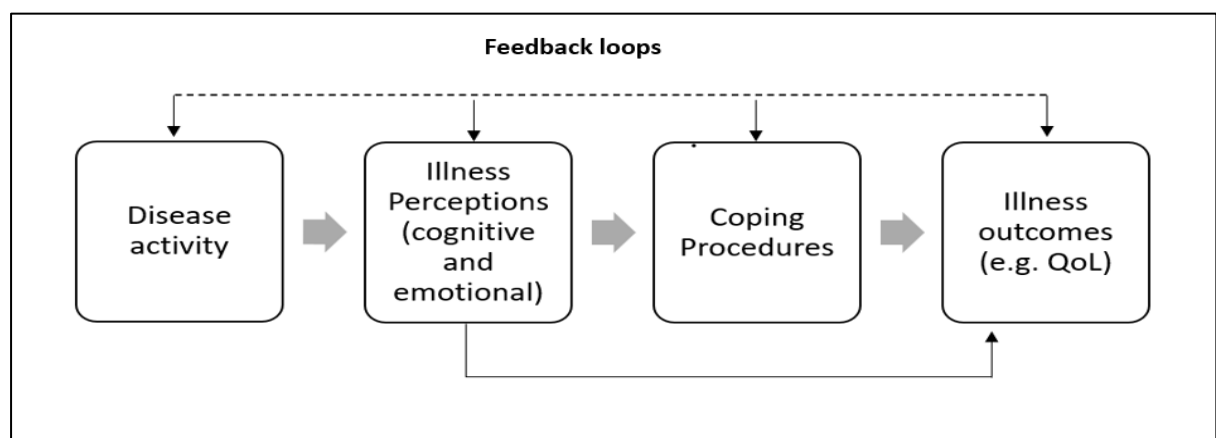 Feedback loops
Disease
activity
Illness
Perceptions
(cognitive
and
emotional)
Coping
Procedures
Illness
outcomes
(e.g. QoL)